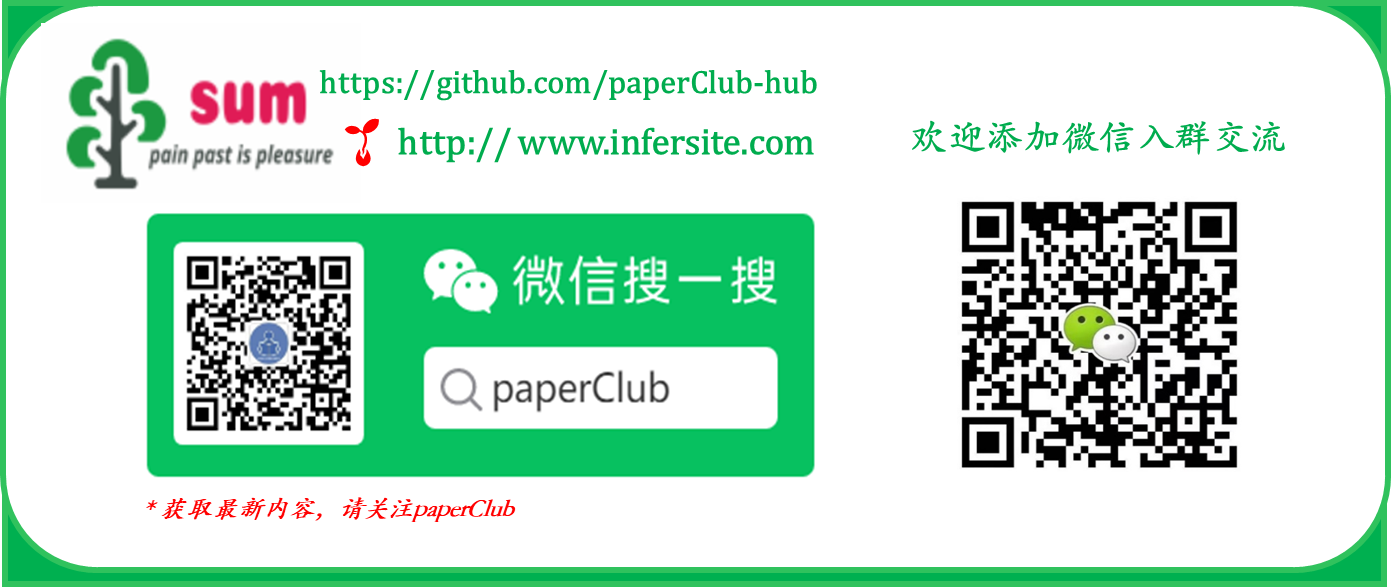 sum
pain past is pleasure
https://github.com/paperClub-hub
http:// www.infersite.com
微信搜一搜
paperClub
* 获取最新内容，请关注paperClub
欢迎添加微信入群交流